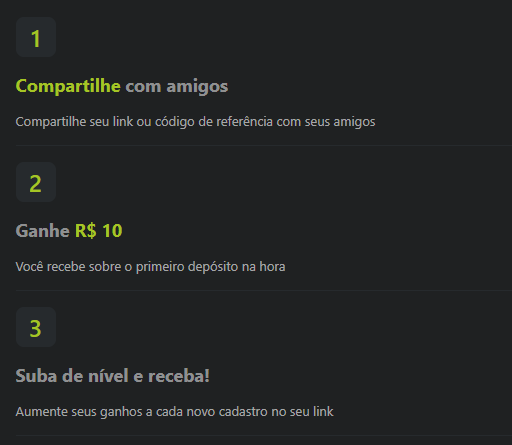 1
Compartilhe com amigos
Compartilhe seu link ou código de referência com seus amigos
2
Ganhe R$ 10
Você recebe sobre o primeiro depósito na hora
3
Suba de nível e receba!
Aumente seus ganhos a cada novo cadastro no seu link